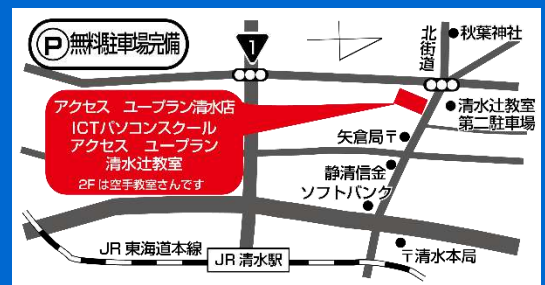 P 無料駐車場完備
1
北街道
秋葉神社
アクセス ユープラン清水店
ICTパソコンスクール
アクセス ユープラン
清水辻教室
2Fは空手教室さんです
清水辻教室
第二駐車場
矢倉局〒
静清信金
ソフトバンク
JR東海道本線
JR清水駅
〒清水本局